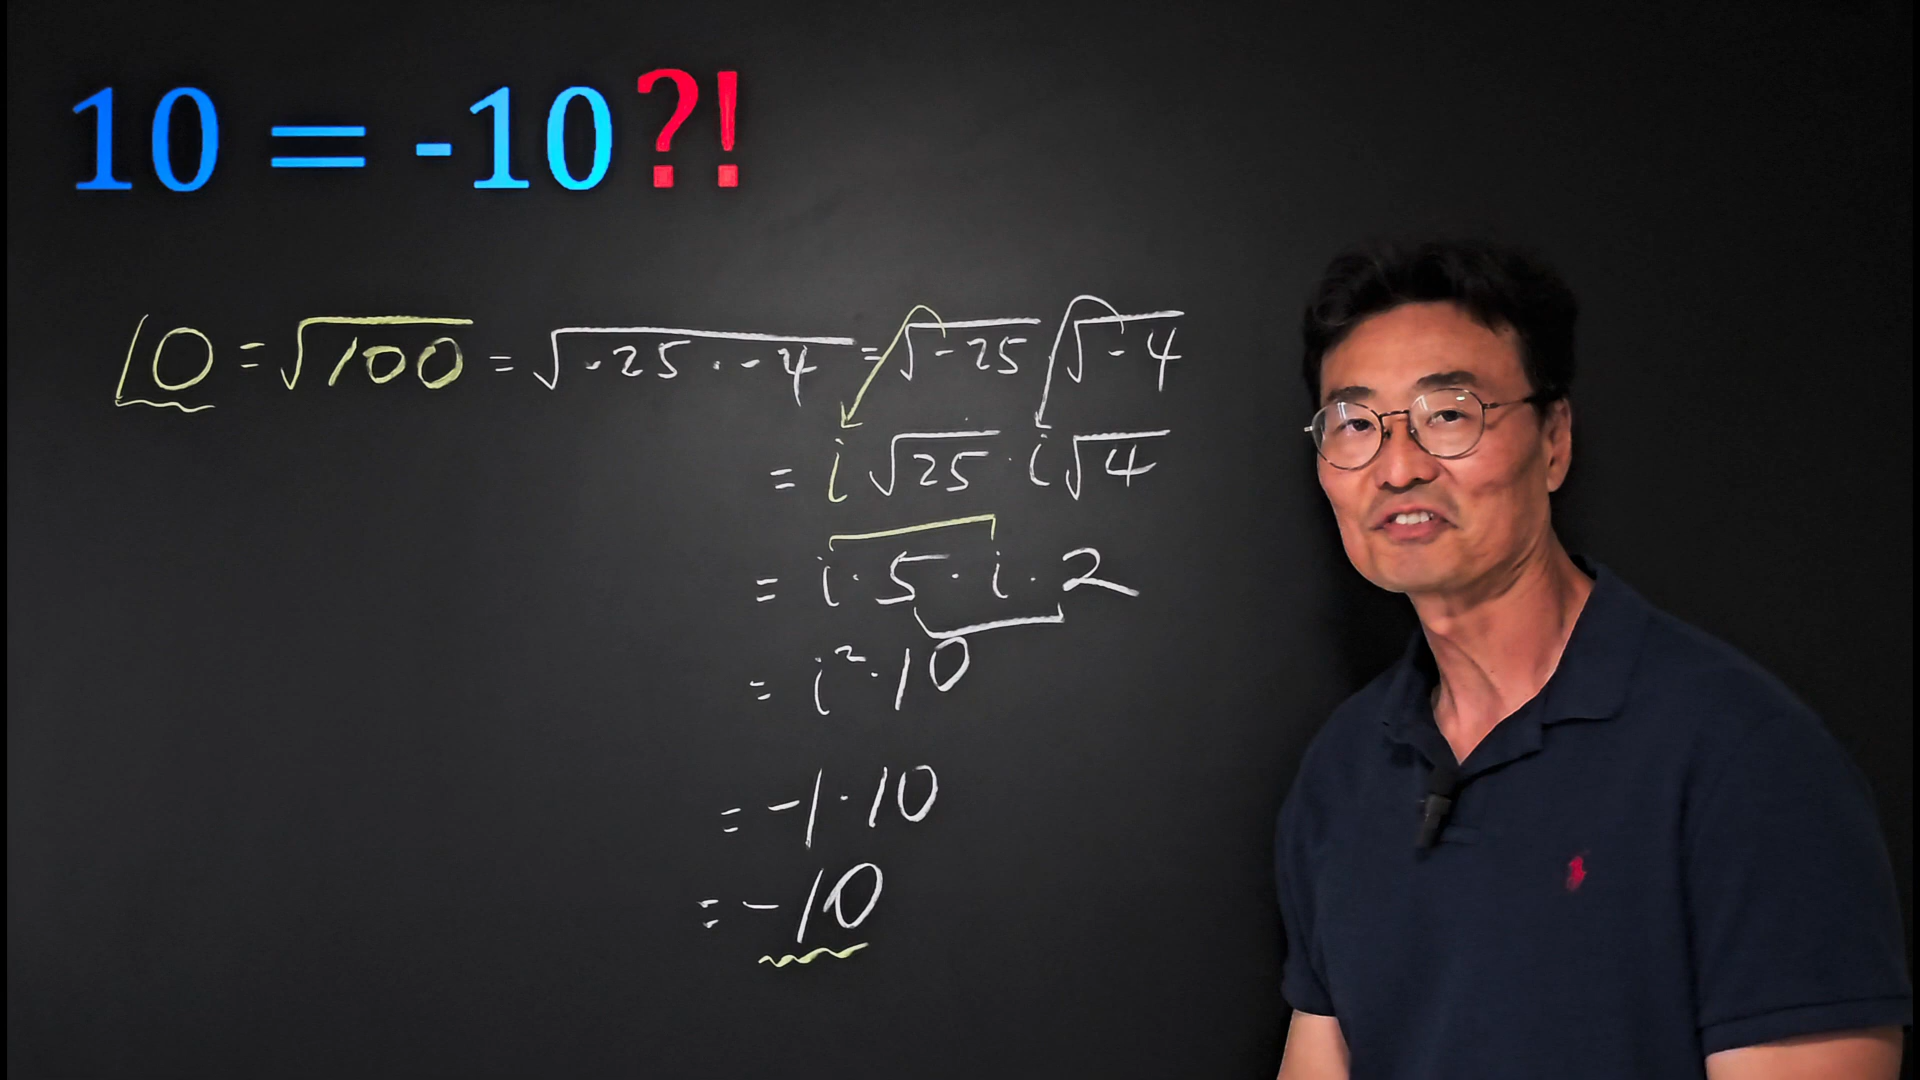 10 = -10?!
10 = √100 = √-25 · -4 = √-25 √-4
= i √25 · i √4
= i · 5 · i · 2
= i² · 10
= -1 · 10
= -10